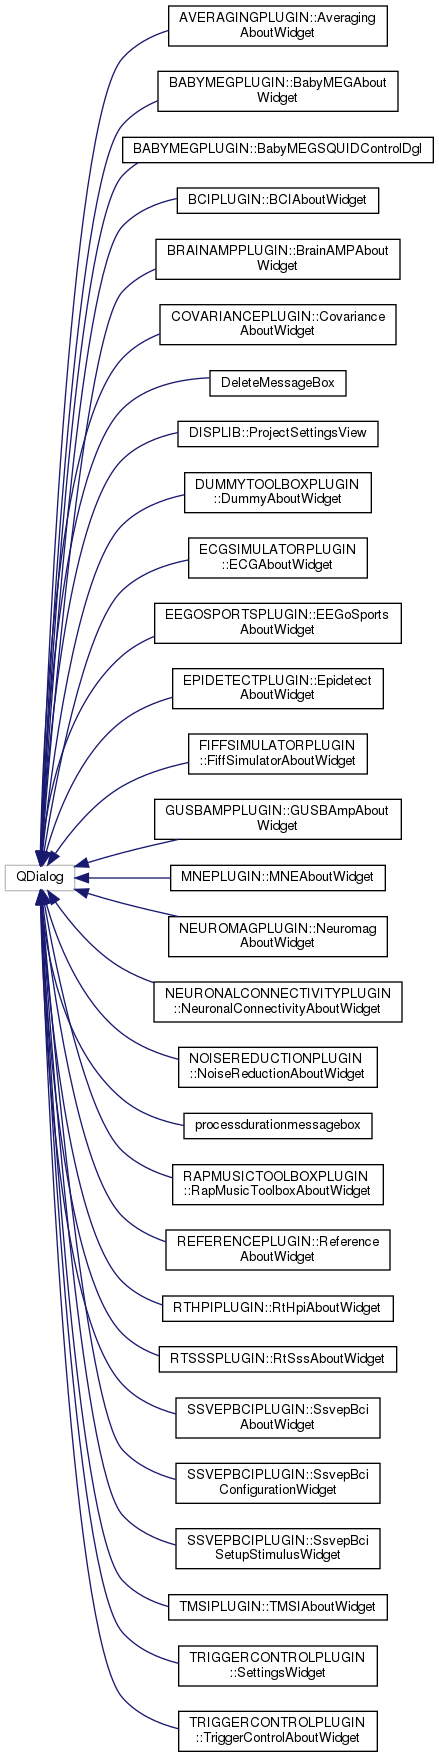 AVERAGINGPLUGIN::Averaging
AboutWidget
BABYMEGPLUGIN::BabyMEGAbout
Widget
BABYMEGPLUGIN::BabyMEGSQUIDControlDgl
BCIPLUGIN::BCIAboutWidget
BRAINAMPPLUGIN::BrainAMPAbout
Widget
COVARIANCEPLUGIN::Covariance
AboutWidget
DeleteMessageBox
DISPLIB::ProjectSettingsView
DUMMYTOOLBOXPLUGIN
::DummyAboutWidget
ECGSIMULATORPLUGIN
::ECGAboutWidget
EEGOSPORTSPLUGIN::EEGoSports
AboutWidget
EPIDETECTPLUGIN::Epidetect
AboutWidget
FIFFSIMULATORPLUGIN
::FiffSimulatorAboutWidget
GUSBAMPPLUGIN::GUSBAmpAbout
Widget
QDialog
MNEPLUGIN::MNEAboutWidget
NEUROMAGPLUGIN::Neuromag
AboutWidget
NEURONALCONNECTIVITYPLUGIN
::NeuronalConnectivityAboutWidget
NOISEREDUCTIONPLUGIN
::NoiseReductionAboutWidget
processdurationmessagebox
RAPMUSICTOOLBOXPLUGIN
::RapMusicToolboxAboutWidget
REFERENCEPLUGIN::Reference
AboutWidget
RTHPIPLUGIN::RtHpiAboutWidget
RTSSSPLUGIN::RtSssAboutWidget
SSVEPBCIPLUGIN::SsvepBci
AboutWidget
SSVEPBCIPLUGIN::SsvepBci
ConfigurationWidget
SSVEPBCIPLUGIN::SsvepBci
SetupStimulusWidget
TMSIPLUGIN::TMSIAboutWidget
TRIGGERCONTROLPLUGIN
::SettingsWidget
TRIGGERCONTROLPLUGIN
::TriggerControlAboutWidget